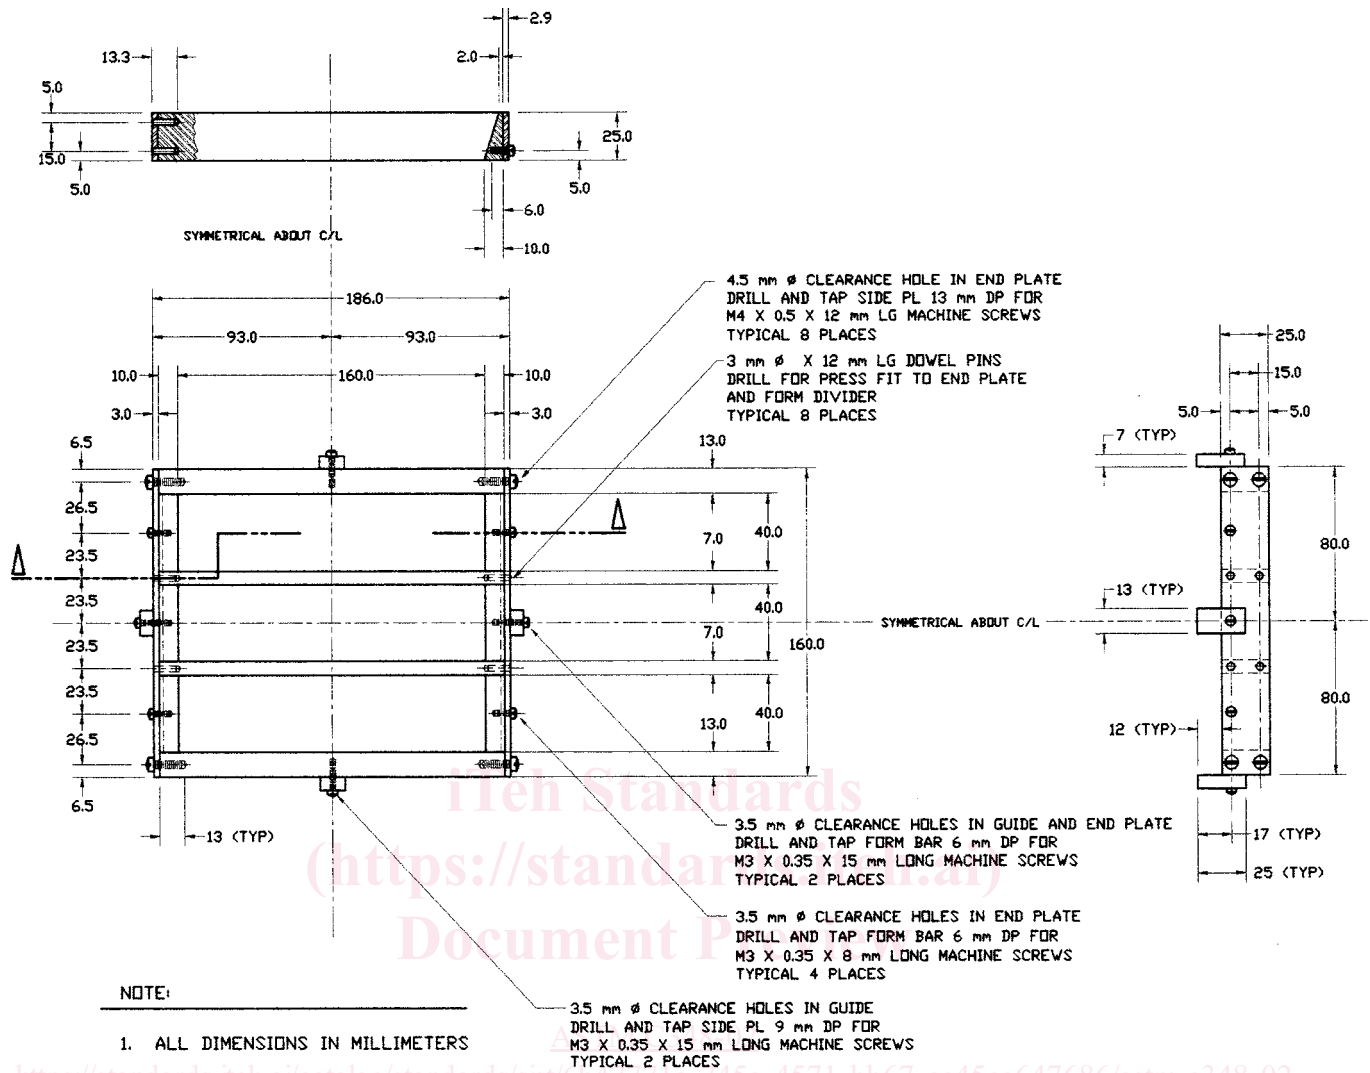 2.9
13.3
2.0
5.0
25.0
15.0
5.0
5.0
6.0
SYMMETRICAL ABOUT C/L
10.0
4.5 mm ø CLEARANCE HOLE IN END PLATE
DRILL AND TAP SIDE PL 13 mm DP FOR
M4 X 0.5 X 12 mm LG MACHINE SCREWS
TYPICAL 8 PLACES
186.0
93.0 93.0
3 mm ø X 12 mm LG DOWEL PINS
DRILL FOR PRESS FIT TO END PLATE
AND FORM DIVIDER
TYPICAL 8 PLACES
10.0 160.0 10.0
3.0 3.0
25.0
15.0
5.0 5.0
7 (TYP)
6.5
13.0
26.5
7.0 40.0
23.5
80.0
23.5
13 (TYP)
40.0
SYMMETRICAL ABOUT C/L
7.0
23.5
160.0
23.5
80.0
40.0
13.0
26.5
12 (TYP)
6.5
iTeh Standards
13 (TYP)
3.5 mm ø CLEARANCE HOLES IN GUIDE AND END PLATE
DRILL AND TAP FORM BAR 6 mm DP FOR
M3 X 0.35 X 15 mm LONG MACHINE SCREWS
TYPICAL 2 PLACES
17 (TYP)
25 (TYP)
(https://standards.iteh.ai)
3.5 mm ø CLEARANCE HOLES IN END PLATE
DRILL AND TAP FORM BAR 6 mm DP FOR
M3 X 0.35 X 8 mm LONG MACHINE SCREWS
TYPICAL 4 PLACES
Document Preview
NOTE:
1. ALL DIMENSIONS IN MILLIMETERS
3.5 mm ø CLEARANCE HOLES IN GUIDE
DRILL AND TAP SIDE PL 9 mm DP FOR
M3 X 0.35 X 15 mm LONG MACHINE SCREWS
TYPICAL 2 PLACES